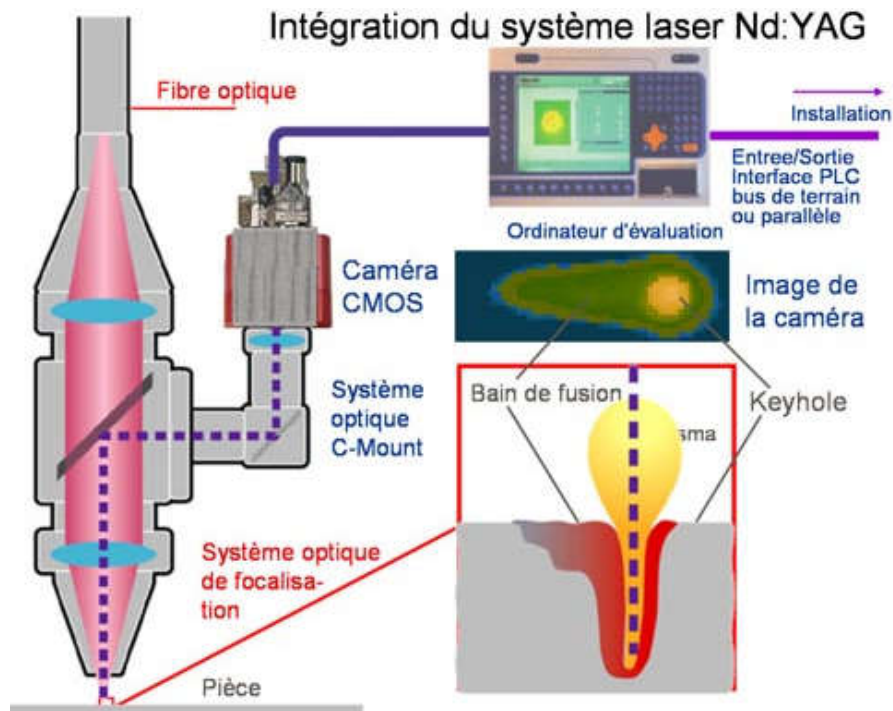 Intégration du système laser Nd:YAG
Fibre optique
Installation
Entree/Sortie
Interface PLC
bus de terrain
ou parallèle
Ordinateur d'évaluation
Caméra
CMOS
Image de
la caméra
Système
optique
C-Mount
Bain de fusion
Keyhole
sma
Système optique
de focalisa-
tion
Pièce